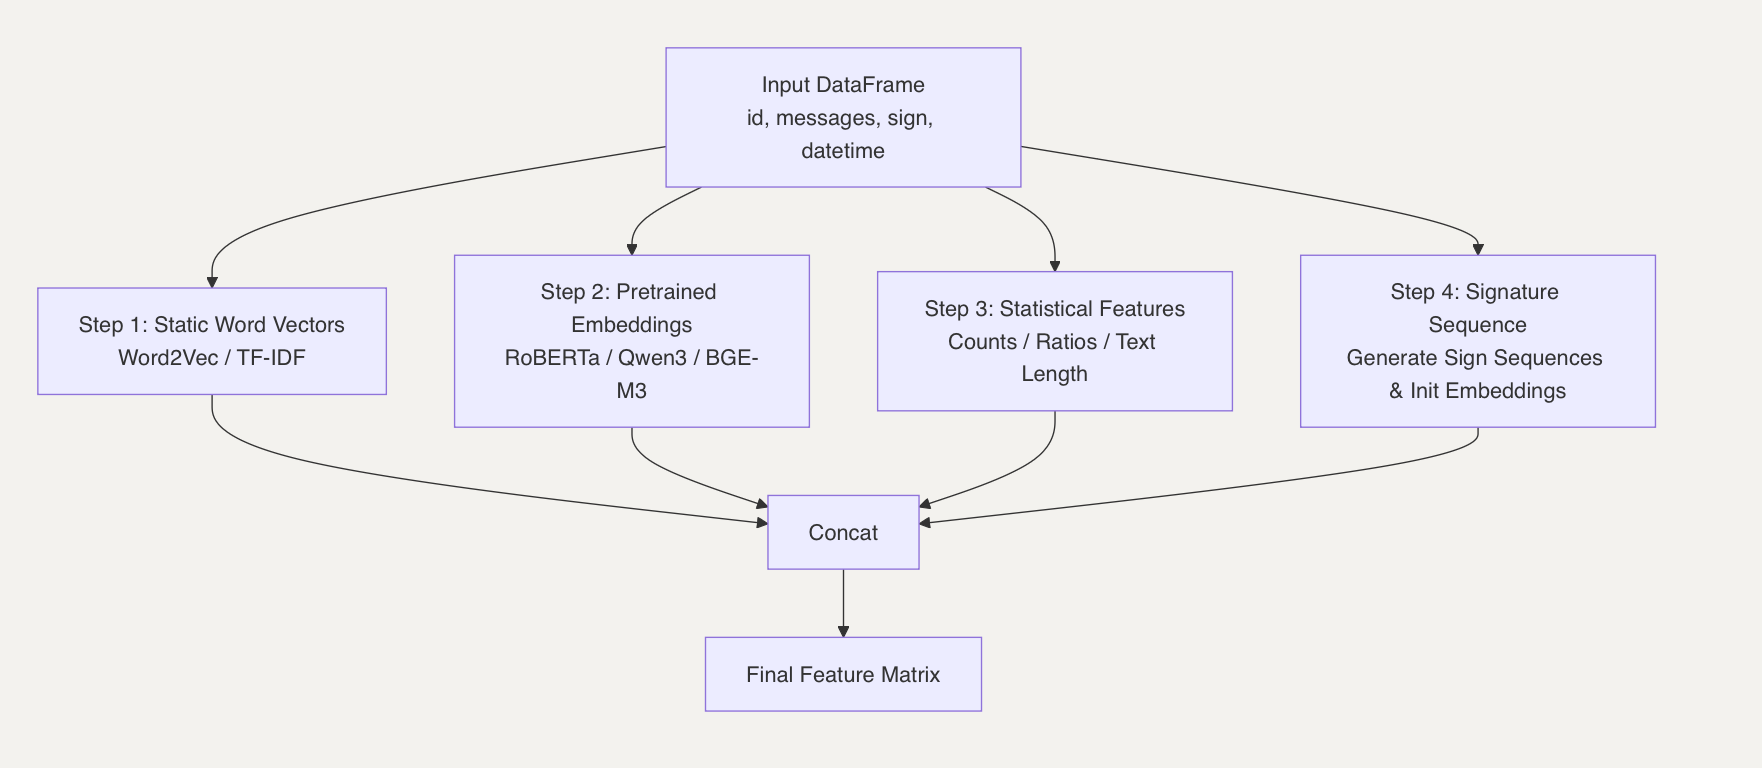 Input DataFrame
id, messages, sign,
datetime
Step 1: Static Word Vectors
Word2Vec / TF-IDF
Step 2: Pretrained
Embeddings
RoBERTa / Qwen3 / BGE-
M3
Step 3: Statistical Features
Counts / Ratios / Text
Length
Step 4: Signature
Sequence
Generate Sign Sequences
& Init Embeddings
Concat
Final Feature Matrix